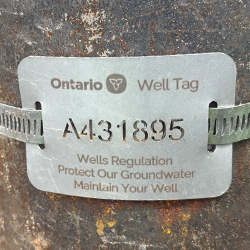 Ontario Well Tag
A431895
Wells Regulation
Protect Our Groundwater
Maintain Your Well